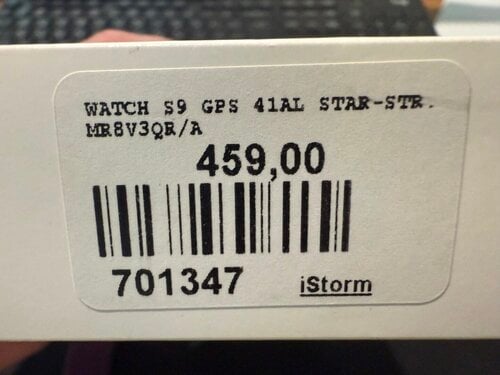 WATCH S9 GPS 41AL STAR-STR.
MR8V3QR/A
459,00
701347 iStorm